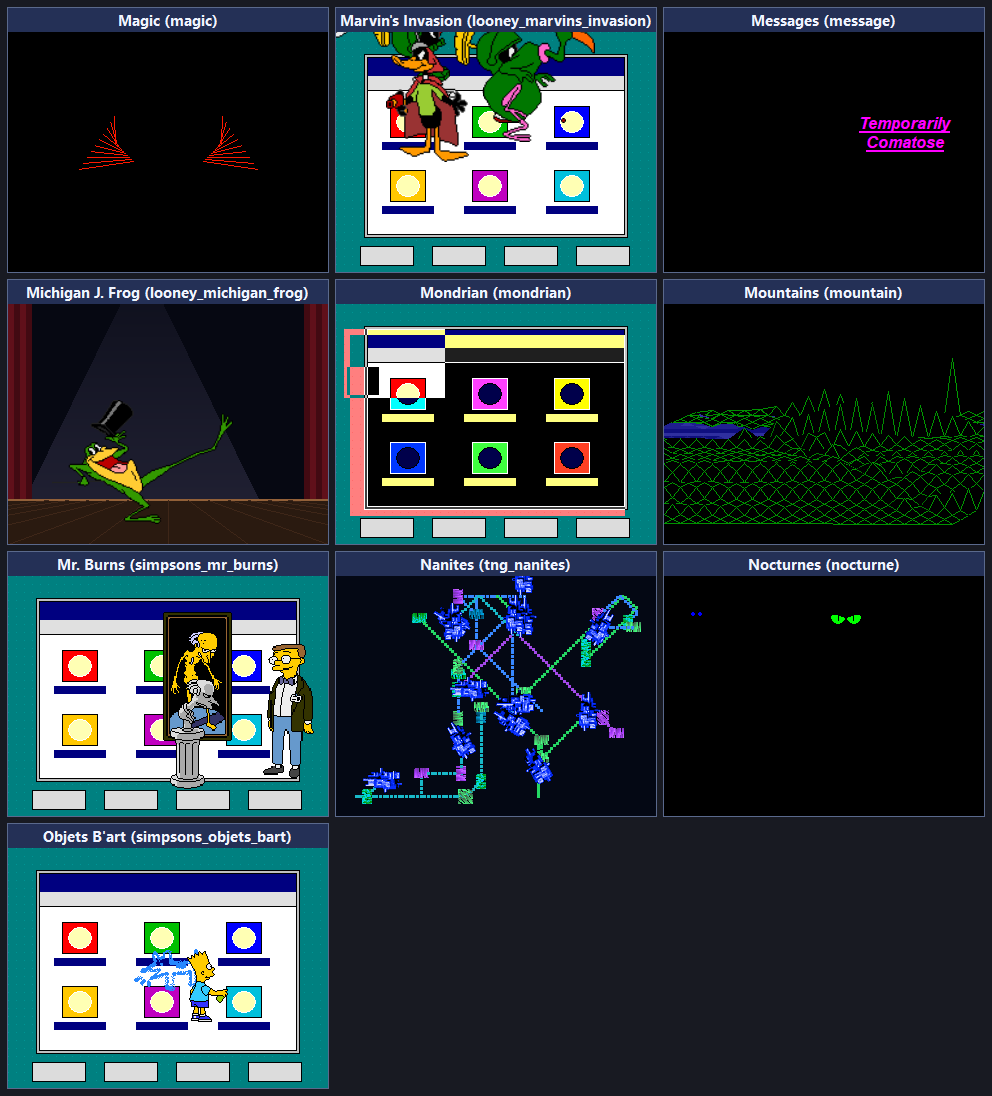 Magic (magic)
Marvin's Invasion (looney_marvins_invasion)
Messages (message)
Temporarily
Comatose
Michigan J. Frog (looney_michigan_frog)
Mondrian (mondrian)
Mountains (mountain)
Mr. Burns (simpsons_mr_burns)
Nanites (tng_nanites)
Nocturnes (nocturne)
Objets B'art (simpsons_objets_bart)